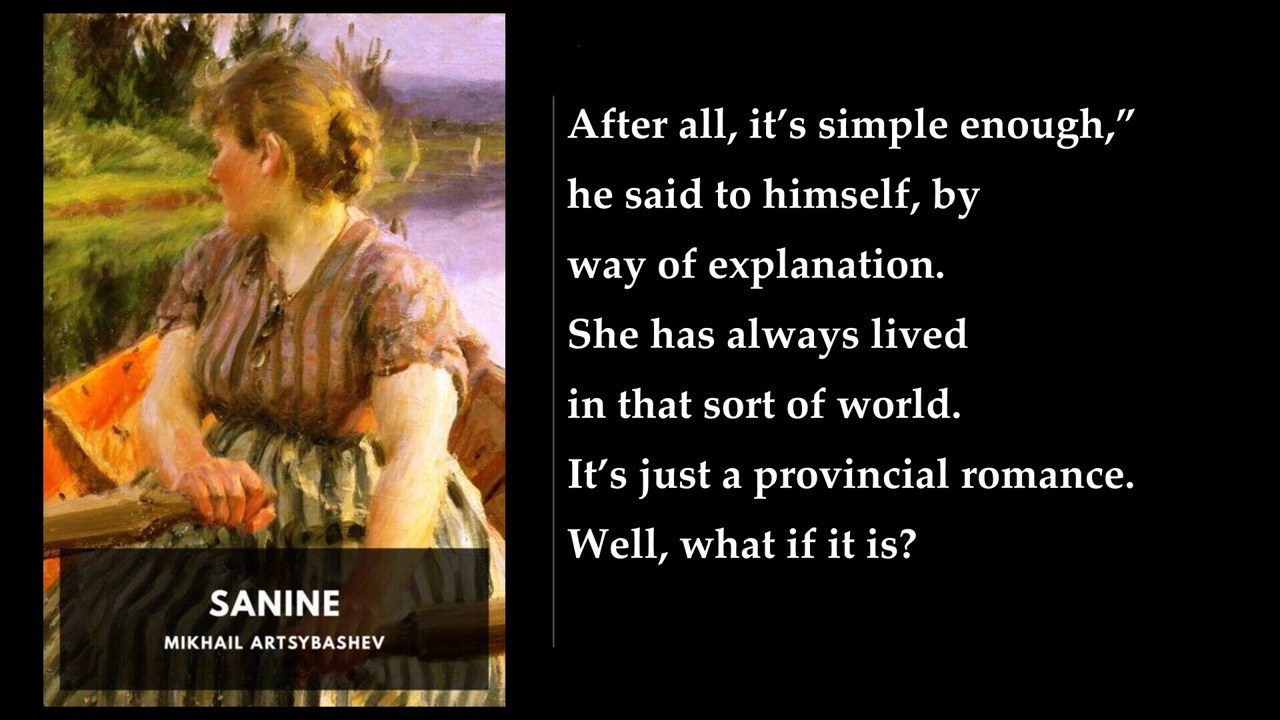 After all, it’s simple enough,”
he said to himself, by
way of explanation.
She has always lived
in that sort of world.
It’s just a provincial romance.
Well, what if it is?
SANINE
MIKHAIL ARTSYBASHEV